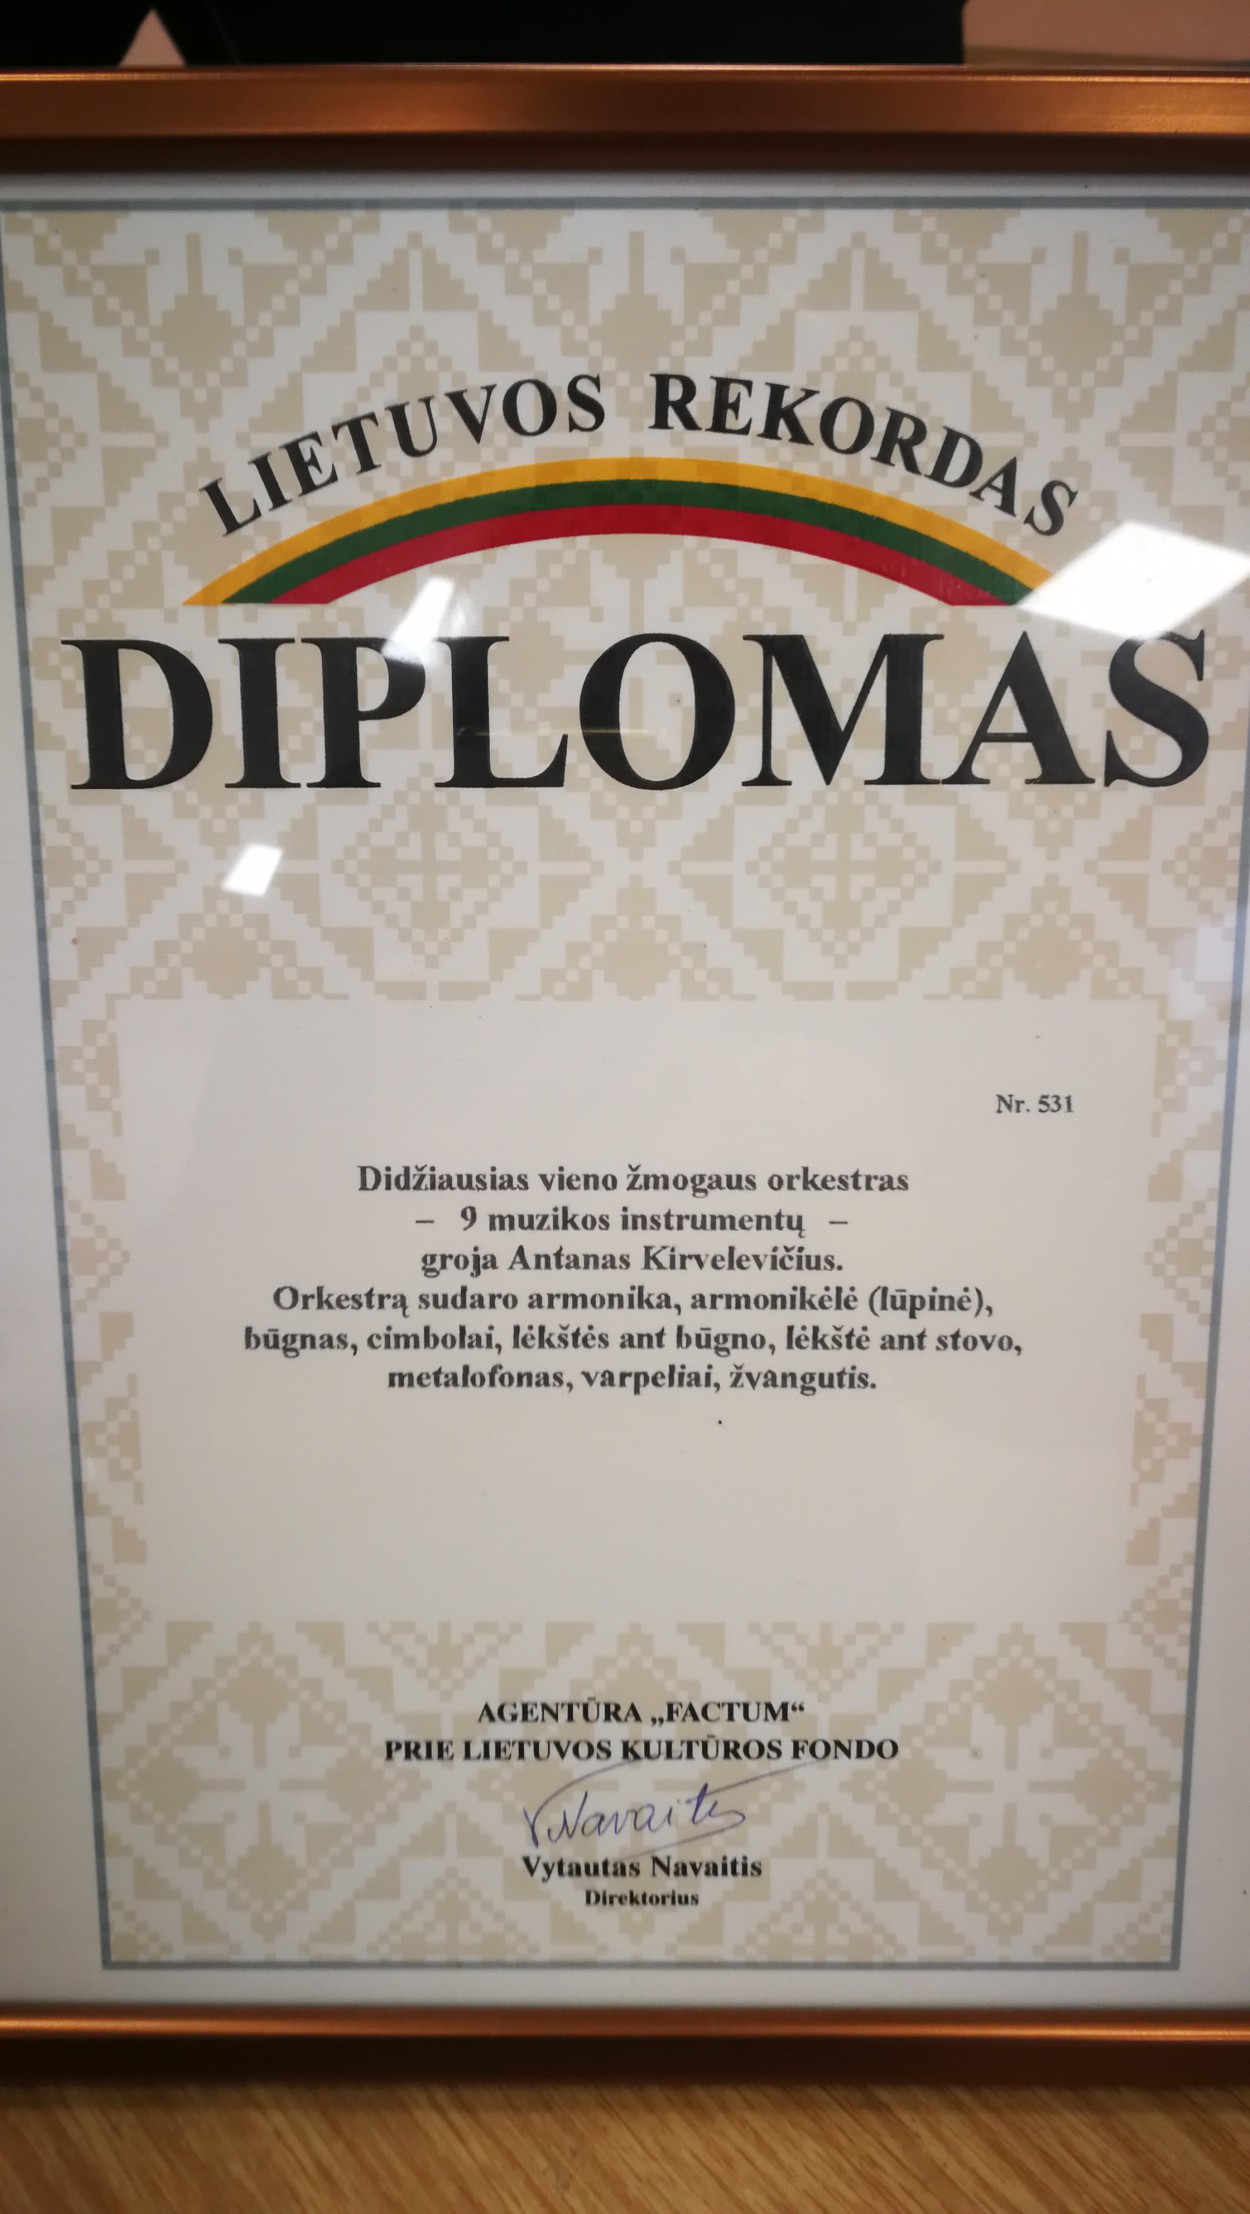 LIETUVOS REKORDAS
DIPLOMAS
Nr. 531
Didžiausias vieno žmogaus orkestras
– 9 muzikos instrumentų –
groja Antanas Kirvelevičius.
Orkestrą sudaro armonika, armonikėlė (lūpinė),
būgnas, cimbolai, lėkštės ant būgno, lėkštė ant stovo,
metalofonas, varpeliai, žvangutis.
AGENTŪRA „FACTUM“
PRIE LIETUVOS KULTŪROS FONDO
VNavaitis
Vytautas Navaitis
Direktorius